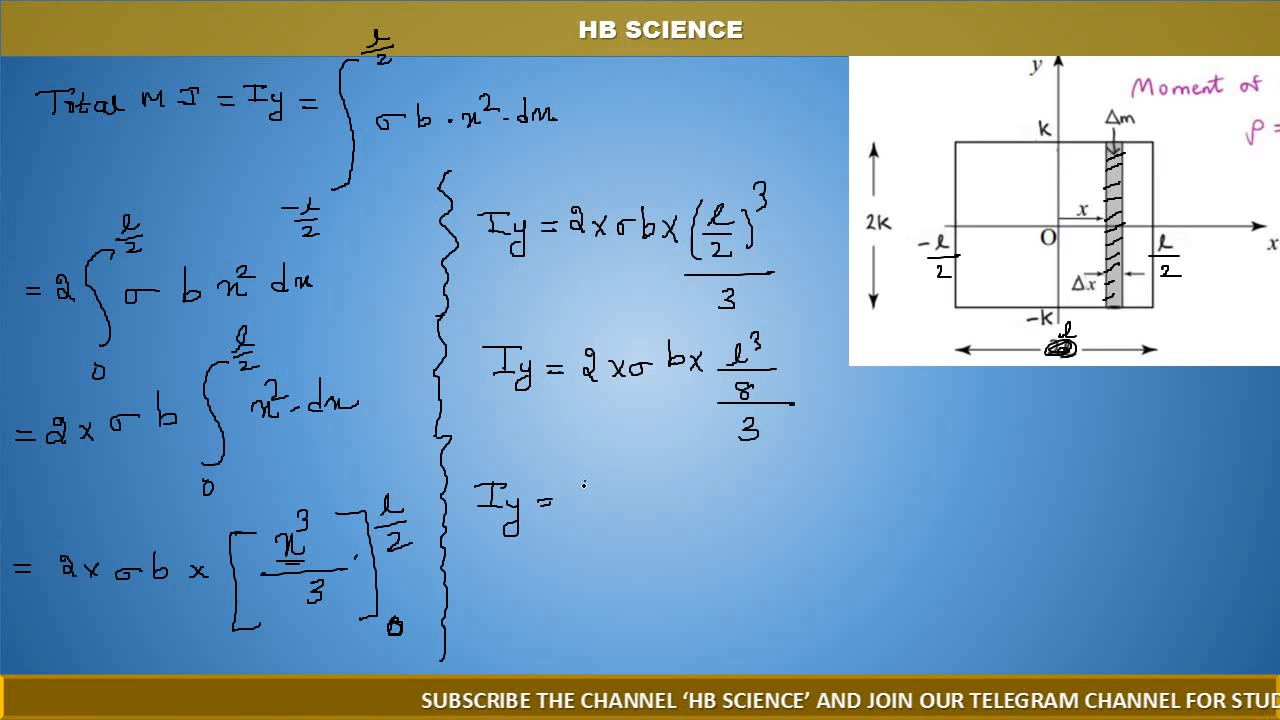 HB SCIENCE
Total M I = Iy = ∫_{-l/2}^{l/2} σ b · x² · dx
= 2 ∫_0^{l/2} σ b x² dx
= 2 × σ b ∫_0^{l/2} x² · dx
= 2 × σ b × [x³/3]_0^{l/2}
Iy = 2 × σ b × (l/2)³/3
Iy = 2 × σ b × l³/8/3
Iy =
y
Moment of
ρ =
Δm
k
x
2k
O
x
-l/2
l/2
Δx
-k
l
SUBSCRIBE THE CHANNEL ‘HB SCIENCE’ AND JOIN OUR TELEGRAM CHANNEL FOR STUD